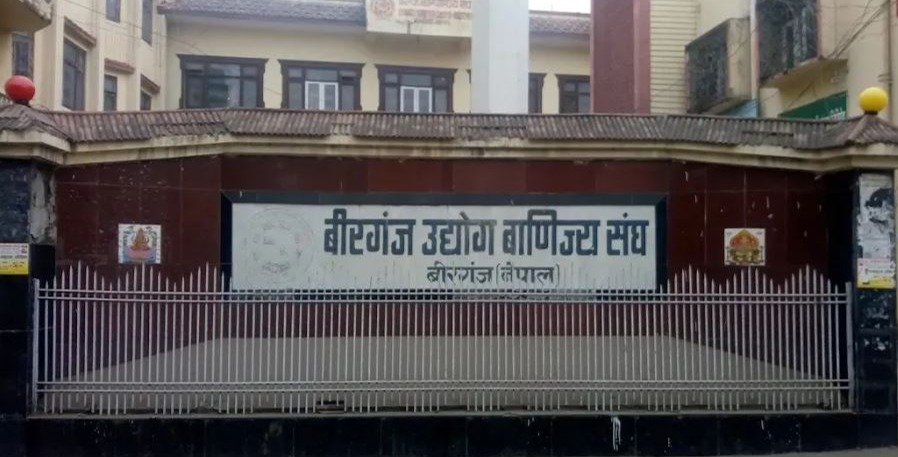 बीरगंज उद्योग बाणिज्य संघ
बीरगंज (नेपाल)